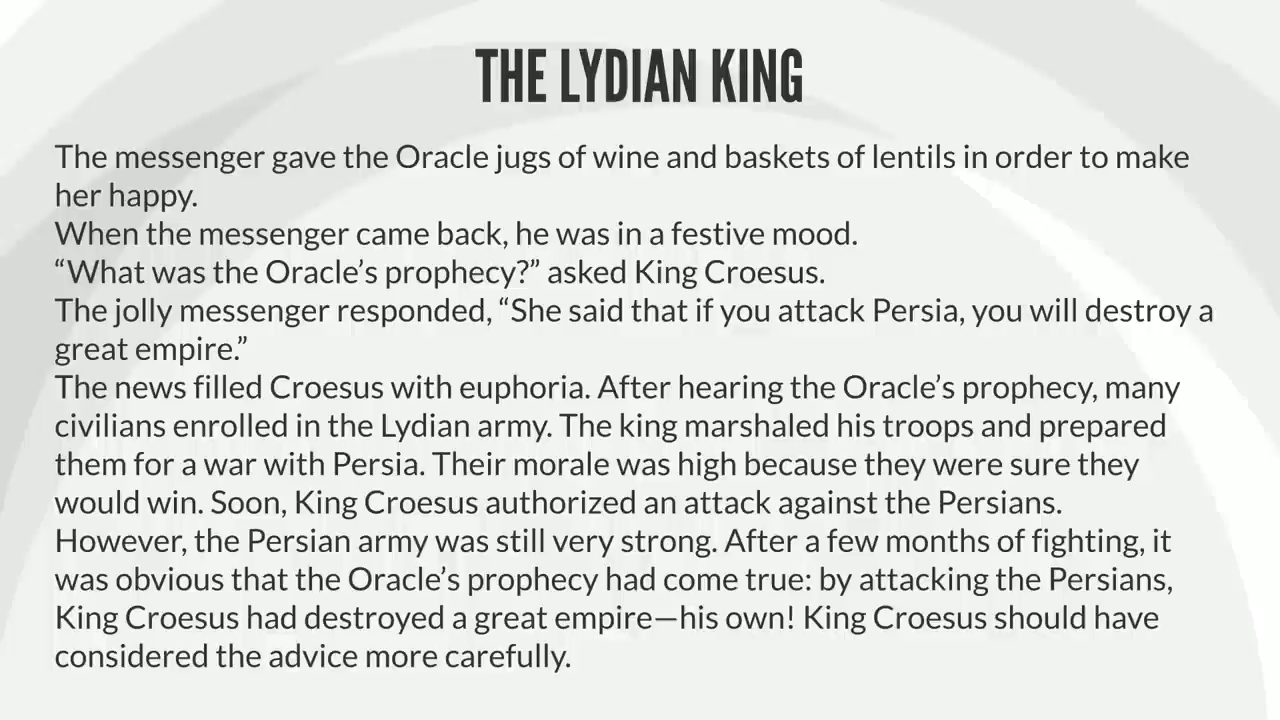 THE LYDIAN KING
The messenger gave the Oracle jugs of wine and baskets of lentils in order to make
her happy.
When the messenger came back, he was in a festive mood.
“What was the Oracle’s prophecy?” asked King Croesus.
The jolly messenger responded, “She said that if you attack Persia, you will destroy a
great empire.”
The news filled Croesus with euphoria. After hearing the Oracle’s prophecy, many
civilians enrolled in the Lydian army. The king marshaled his troops and prepared
them for a war with Persia. Their morale was high because they were sure they
would win. Soon, King Croesus authorized an attack against the Persians.
However, the Persian army was still very strong. After a few months of fighting, it
was obvious that the Oracle’s prophecy had come true: by attacking the Persians,
King Croesus had destroyed a great empire—his own! King Croesus should have
considered the advice more carefully.